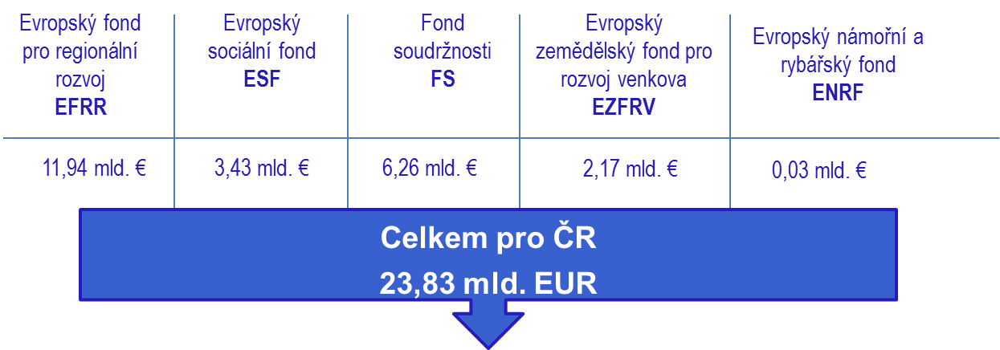 Evropský fond
pro regionální
rozvoj
EFRR
Evropský
sociální fond
ESF
Fond
soudržnosti
FS
Evropský
zemědělský fond pro
rozvoj venkova
EZFRV
Evropský námořní a
rybářský fond
ENRF
11,94 mld. €
3,43 mld. €
6,26 mld. €
2,17 mld. €
0,03 mld. €
Celkem pro ČR
23,83 mld. EUR